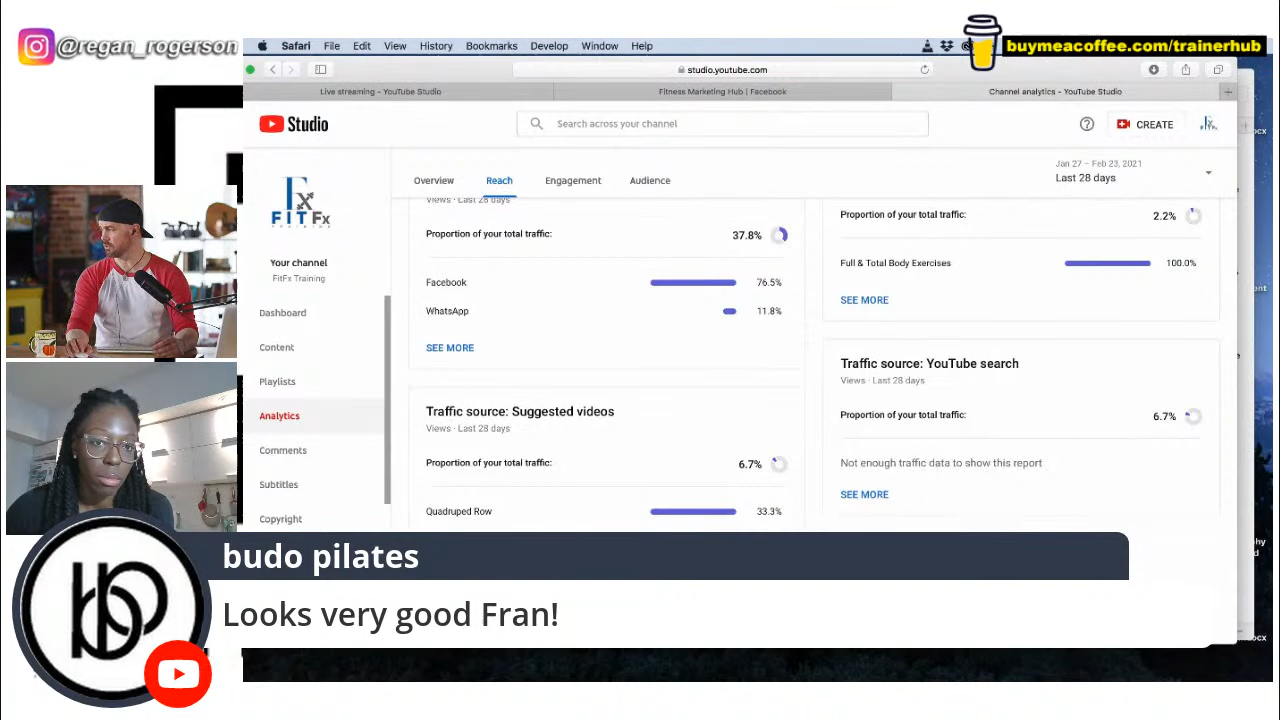 @regan_rogerson
Safari File Edit View History Bookmarks Develop Window Help
buymeacoffee.com/trainerhub
studio.youtube.com
Live streaming - YouTube Studio
Fitness Marketing Hub | Facebook
Channel analytics - YouTube Studio
Studio
Search across your channel
CREATE
Overview
Reach
Engagement
Audience
Jan 27 – Feb 23, 2021
Last 28 days
FITFx
Your channel
FitFx Training
Dashboard
Content
Playlists
Analytics
Comments
Subtitles
Copyright
Views · Last 28 days
Proportion of your total traffic: 37.8%
Facebook 76.5%
WhatsApp 11.8%
SEE MORE
Traffic source: Suggested videos
Views · Last 28 days
Proportion of your total traffic: 6.7%
Quadruped Row 33.3%
Proportion of your total traffic: 2.2%
Full & Total Body Exercises 100.0%
SEE MORE
Traffic source: YouTube search
Views · Last 28 days
Proportion of your total traffic: 6.7%
Not enough traffic data to show this report
SEE MORE
budo pilates
Looks very good Fran!